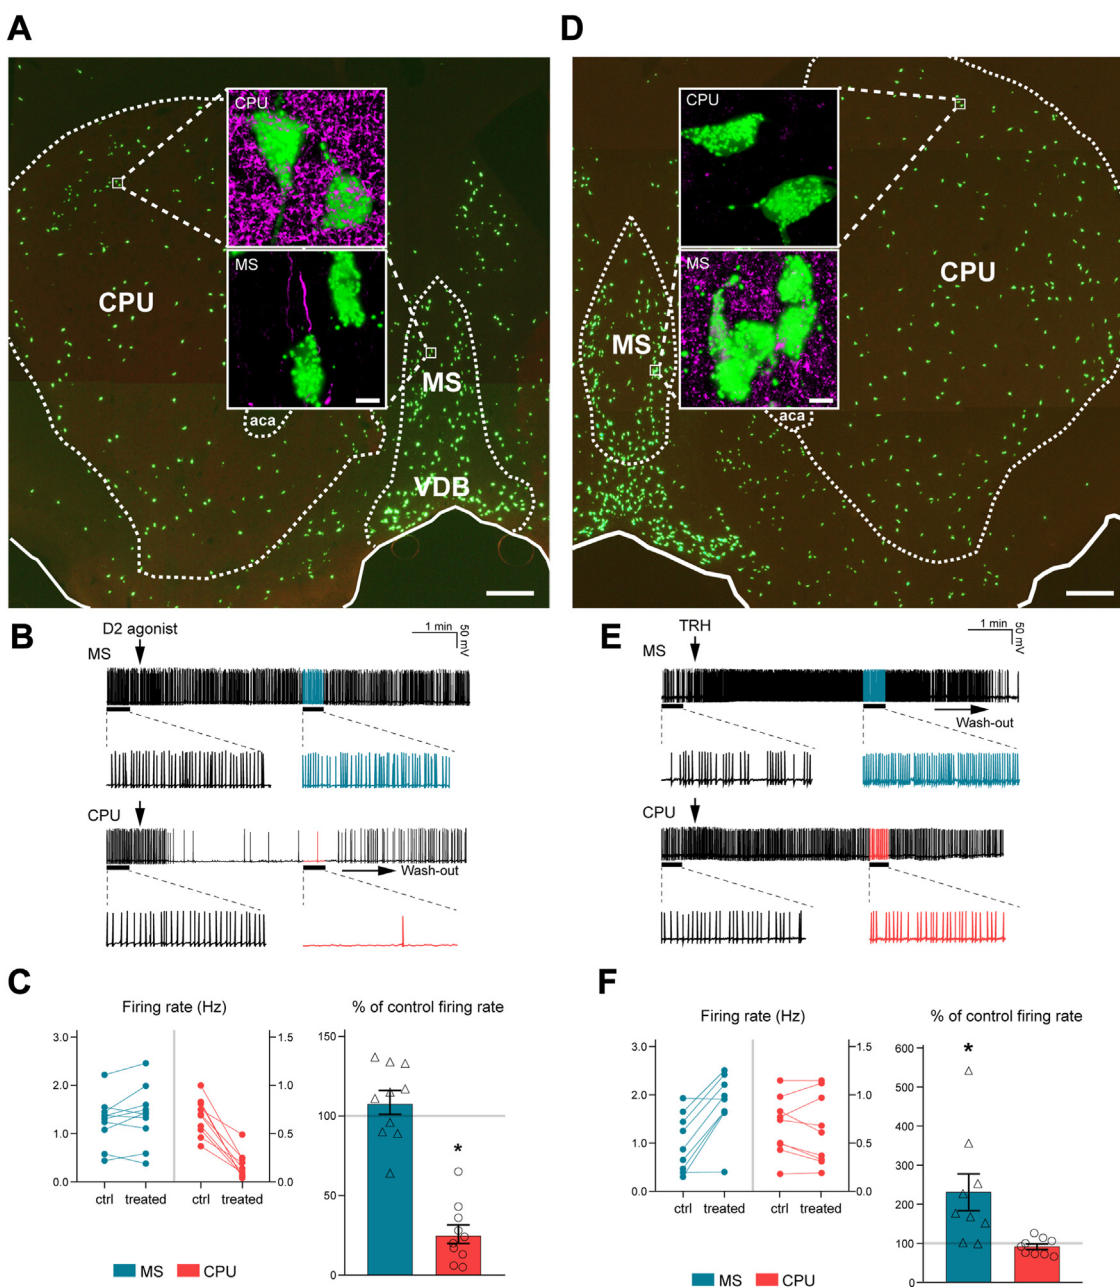 A
D
CPU
MS
CPU
MS
VDB
aca
CPU
MS
MS
CPU
aca
B
D2 agonist
1 min
50 mV
MS
CPU
Wash-out
E
TRH
1 min
50 mV
MS
Wash-out
CPU
C
Firing rate (Hz)
% of control firing rate
3.0
2.0
1.0
0.0
1.5
1.0
0.5
0.0
ctrl treated ctrl treated
150
100
50
0
*
MS CPU
F
Firing rate (Hz)
% of control firing rate
3.0
2.0
1.0
0.0
1.5
1.0
0.5
0.0
ctrl treated ctrl treated
600
500
400
300
200
100
0
*
MS CPU